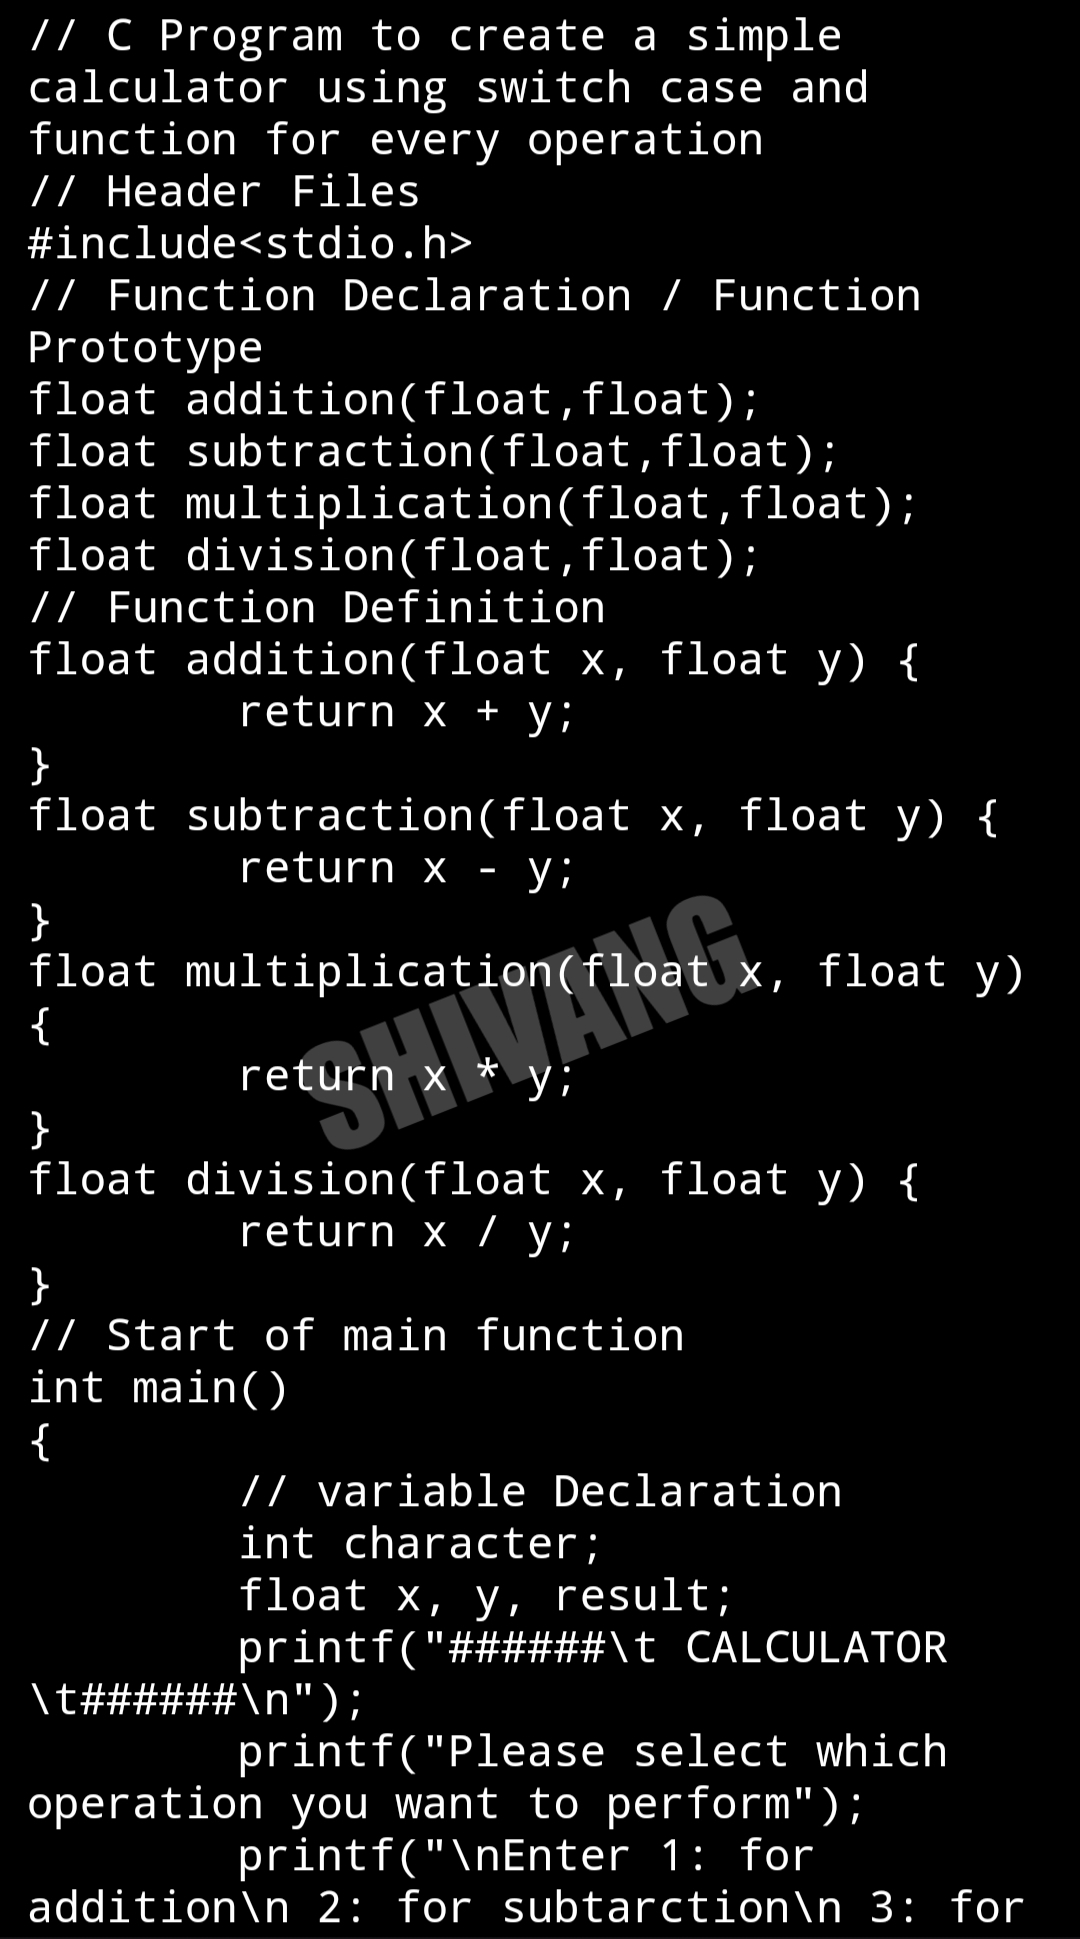 // C Program to create a simple
calculator using switch case and
function for every operation
// Header Files
#include<stdio.h>
// Function Declaration / Function
Prototype
float addition(float,float);
float subtraction(float,float);
float multiplication(float,float);
float division(float,float);
// Function Definition
float addition(float x, float y) {
        return x + y;
}
float subtraction(float x, float y) {
        return x - y;
}
float multiplication(float x, float y)
{
        return x * y;
}
SHIVANG
float division(float x, float y) {
        return x / y;
}
// Start of main function
int main()
{
        // variable Declaration
        int character;
        float x, y, result;
        printf("######\t CALCULATOR
\t######\n");
        printf("Please select which
operation you want to perform");
        printf("\nEnter 1: for
addition\n 2: for subtarction\n 3: for